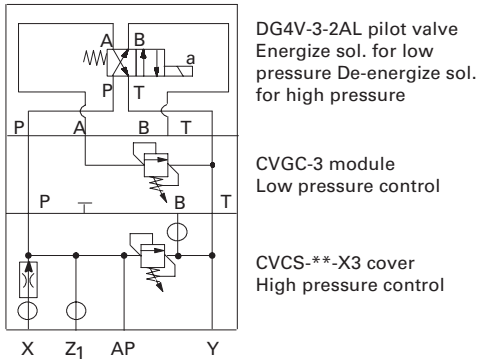 A B
a
P T
DG4V-3-2AL pilot valve
Energize sol. for low
pressure De-energize sol.
for high pressure
P A B T
CVGC-3 module
Low pressure control
P B T
CVCS-**-X3 cover
High pressure control
X Z1 AP Y